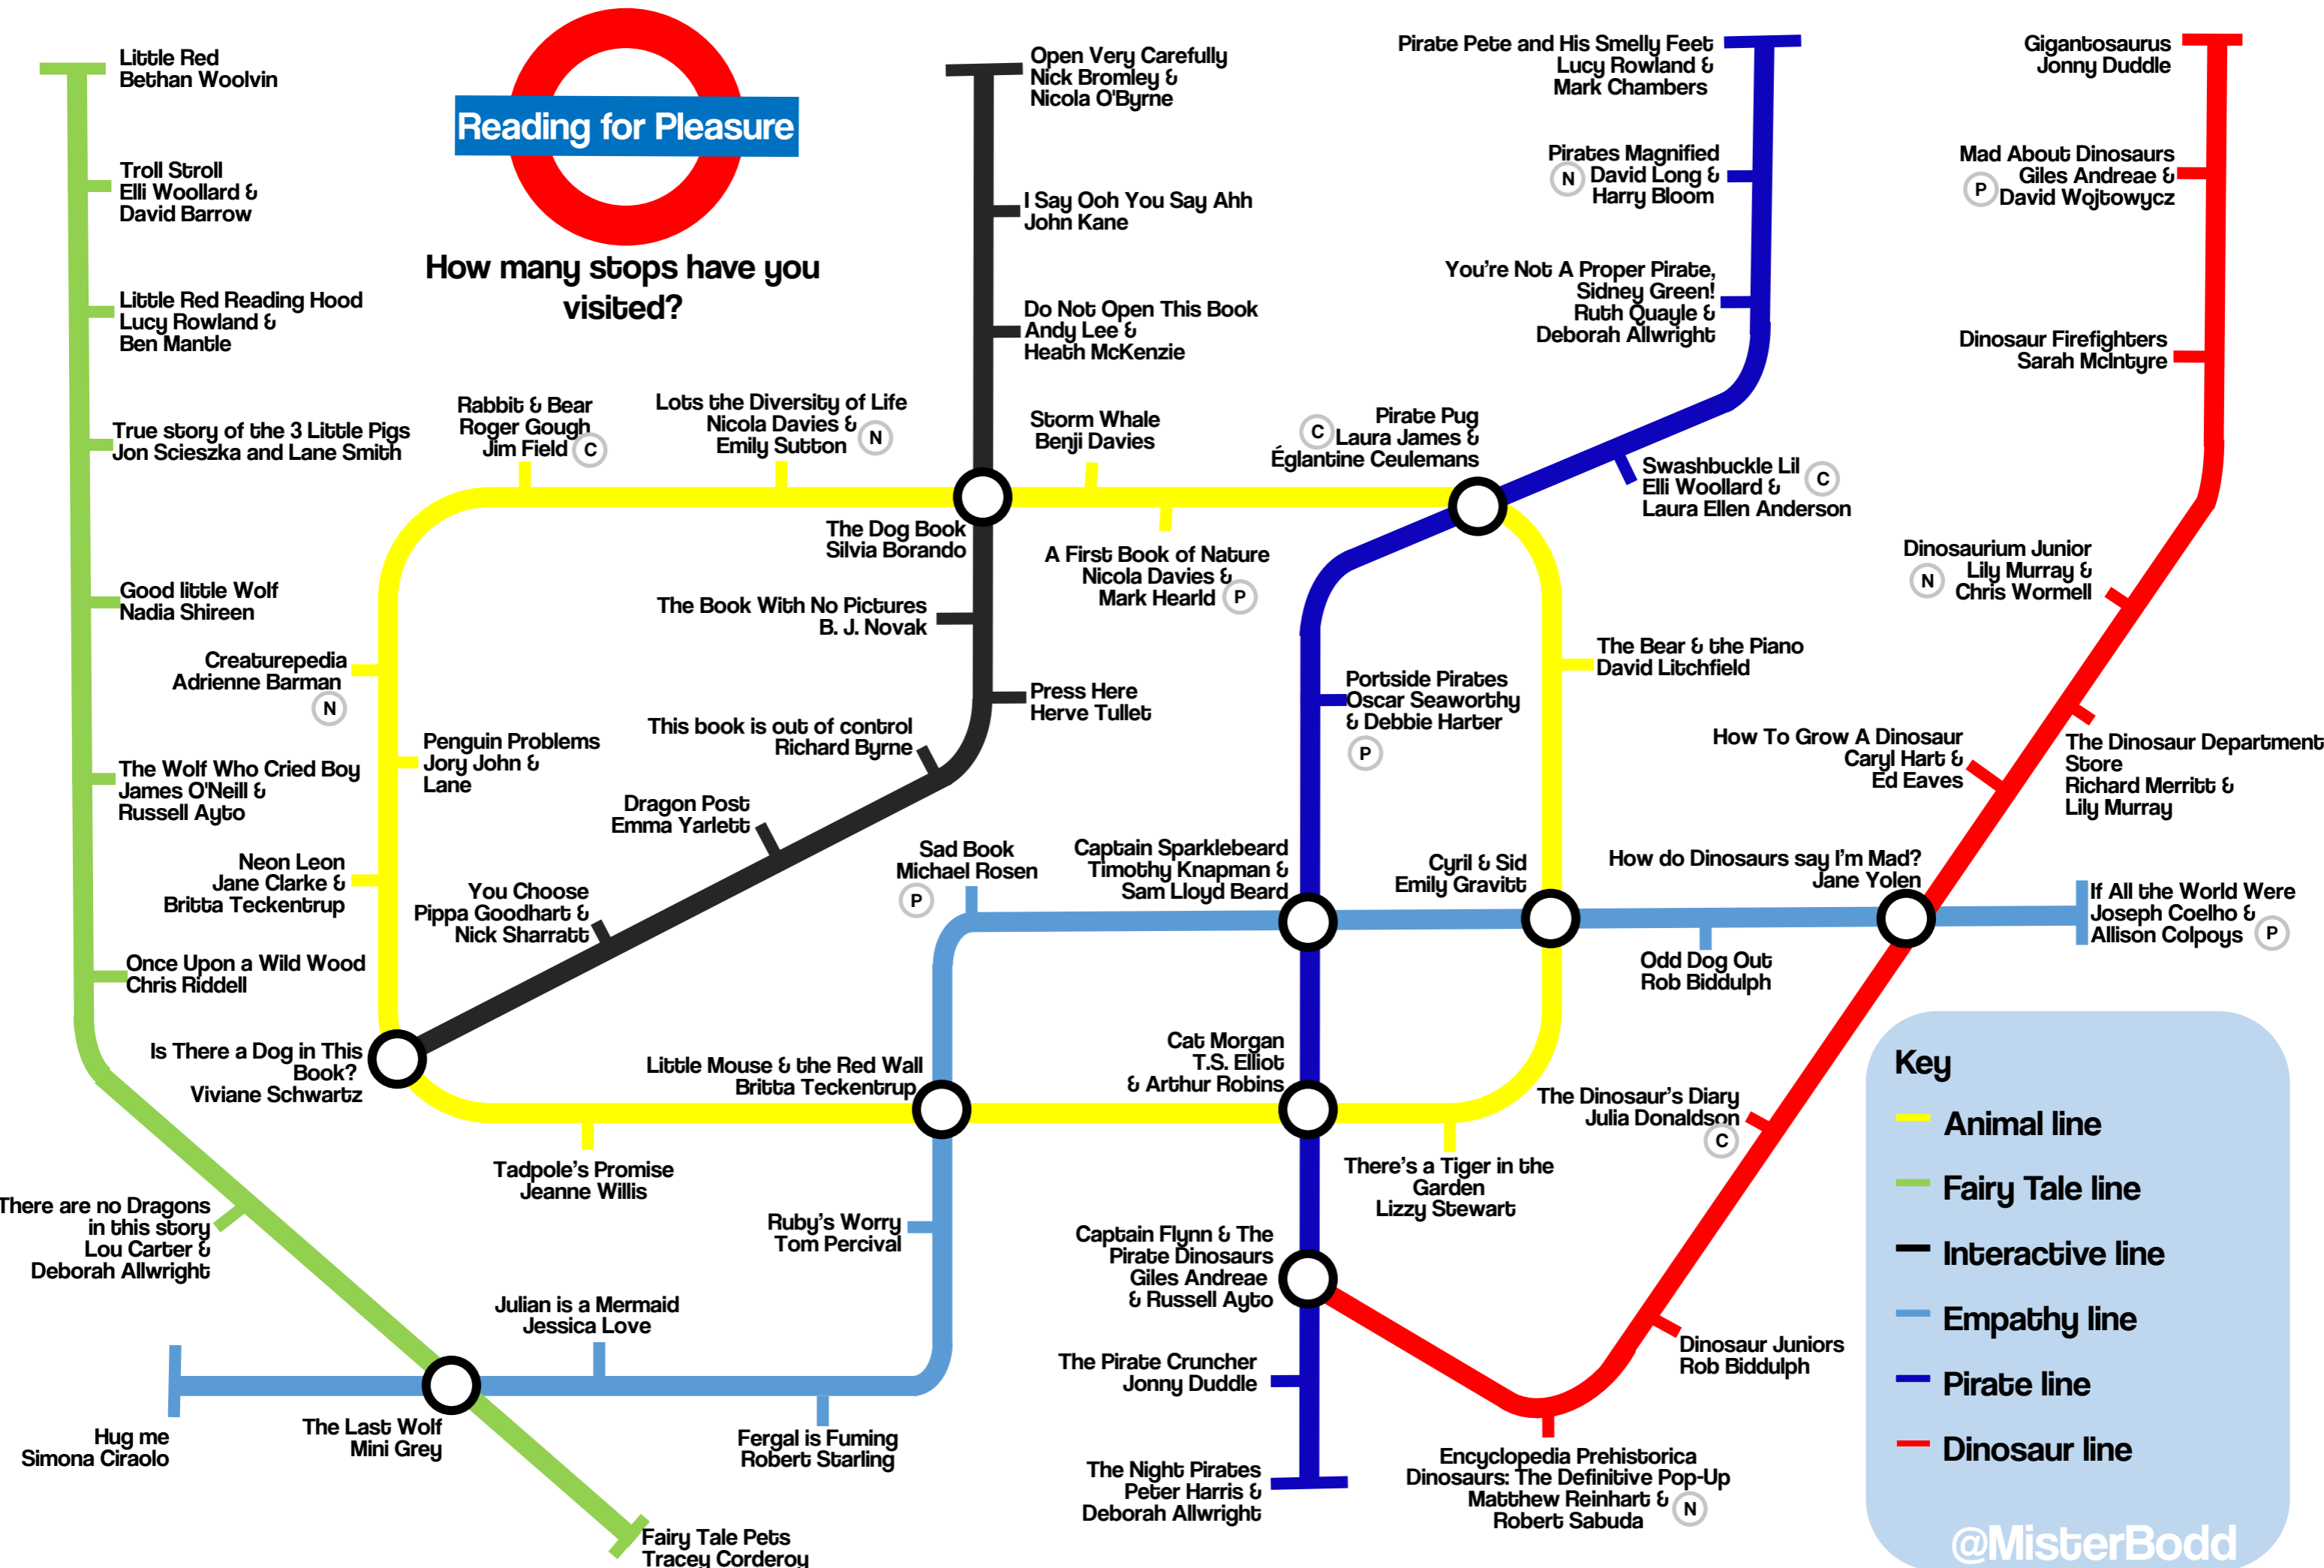 Little Red
Bethan Woolvin
Troll Stroll
Elli Woollard &
David Barrow
Little Red Reading Hood
Lucy Rowland &
Ben Mantle
True story of the 3 Little Pigs
Jon Scieszka and Lane Smith
Good little Wolf
Nadia Shireen
The Wolf Who Cried Boy
James O'Neill &
Russell Ayto
Once Upon a Wild Wood
Chris Riddell
There are no Dragons
in this story
Lou Carter &
Deborah Allwright
The Last Wolf
Mini Grey
Fairy Tale Pets
Tracey Corderoy
Reading for Pleasure
How many stops have you
visited?
Open Very Carefully
Nick Bromley &
Nicola O'Byrne
I Say Ooh You Say Ahh
John Kane
Do Not Open This Book
Andy Lee &
Heath McKenzie
The Dog Book
Silvia Borando
The Book With No Pictures
B. J. Novak
Press Here
Herve Tullet
This book is out of control
Richard Byrne
Dragon Post
Emma Yarlett
You Choose
Pippa Goodhart &
Nick Sharratt
Is There a Dog in This
Book?
Viviane Schwartz
Rabbit & Bear
Roger Gough
Jim Field C
Lots the Diversity of Life
Nicola Davies &
Emily Sutton N
Storm Whale
Benji Davies
A First Book of Nature
Nicola Davies &
Mark Hearld P
Creaturepedia
Adrienne Barman
N
Penguin Problems
Jory John &
Lane
Neon Leon
Jane Clarke &
Britta Teckentrup
Tadpole's Promise
Jeanne Willis
Little Mouse & the Red Wall
Britta Teckentrup
Cat Morgan
T.S. Elliot
& Arthur Robins
There's a Tiger in the
Garden
Lizzy Stewart
Cyril & Sid
Emily Gravitt
The Bear & the Piano
David Litchfield
Pirate Pete and His Smelly Feet
Lucy Rowland &
Mark Chambers
Pirates Magnified
N David Long &
Harry Bloom
You're Not A Proper Pirate,
Sidney Green!
Ruth Quayle &
Deborah Allwright
Swashbuckle Lil
Elli Woollard & C
Laura Ellen Anderson
Pirate Pug
C Laura James &
Églantine Ceulemans
Portside Pirates
Oscar Seaworthy
& Debbie Harter
P
Captain Sparklebeard
Timothy Knapman &
Sam Lloyd Beard
Captain Flynn & The
Pirate Dinosaurs
Giles Andreae
& Russell Ayto
The Pirate Cruncher
Jonny Duddle
The Night Pirates
Peter Harris &
Deborah Allwright
Sad Book
Michael Rosen
P
Ruby's Worry
Tom Percival
Julian is a Mermaid
Jessica Love
Fergal is Fuming
Robert Starling
Hug me
Simona Ciraolo
Odd Dog Out
Rob Biddulph
If All the World Were
Joseph Coelho &
Allison Colpoys P
Gigantosaurus
Jonny Duddle
Mad About Dinosaurs
Giles Andreae &
P David Wojtowycz
Dinosaur Firefighters
Sarah McIntyre
Dinosaurium Junior
N Lily Murray &
Chris Wormell
The Dinosaur Department
Store
Richard Merritt &
Lily Murray
How To Grow A Dinosaur
Caryl Hart &
Ed Eaves
How do Dinosaurs say I'm Mad?
Jane Yolen
The Dinosaur's Diary
Julia Donaldson
C
Dinosaur Juniors
Rob Biddulph
Encyclopedia Prehistorica
Dinosaurs: The Definitive Pop-Up
Matthew Reinhart & N
Robert Sabuda
Key
Animal line
Fairy Tale line
Interactive line
Empathy line
Pirate line
Dinosaur line
@MisterBodd